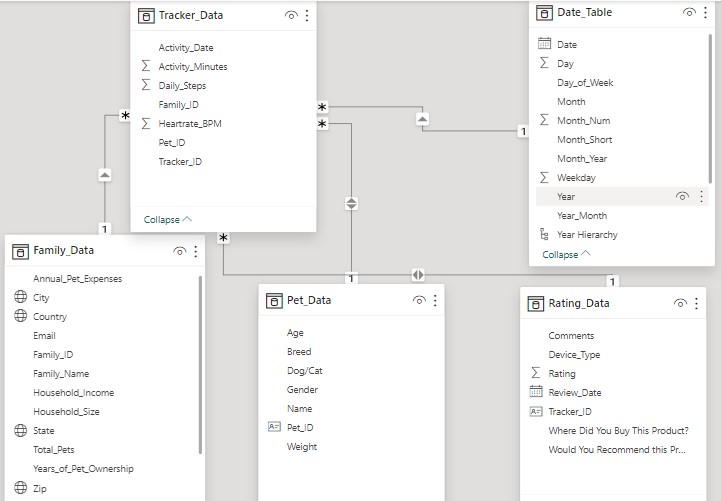 Tracker_Data
Activity_Date
Activity_Minutes
Daily_Steps
Family_ID
Heartrate_BPM
Pet_ID
Tracker_ID
Collapse
Date_Table
Date
Day
Day_of_Week
Month
Month_Num
Month_Short
Month_Year
Weekday
Year
Year_Month
Year Hierarchy
Collapse
*
1
*
1
*
1
*
1
Family_Data
Annual_Pet_Expenses
City
Country
Email
Family_ID
Family_Name
Household_Income
Household_Size
State
Total_Pets
Years_of_Pet_Ownership
Zip
Pet_Data
Age
Breed
Dog/Cat
Gender
Name
Pet_ID
Weight
Rating_Data
Comments
Device_Type
Rating
Review_Date
Tracker_ID
Where Did You Buy This Product?
Would You Recommend this Pr...